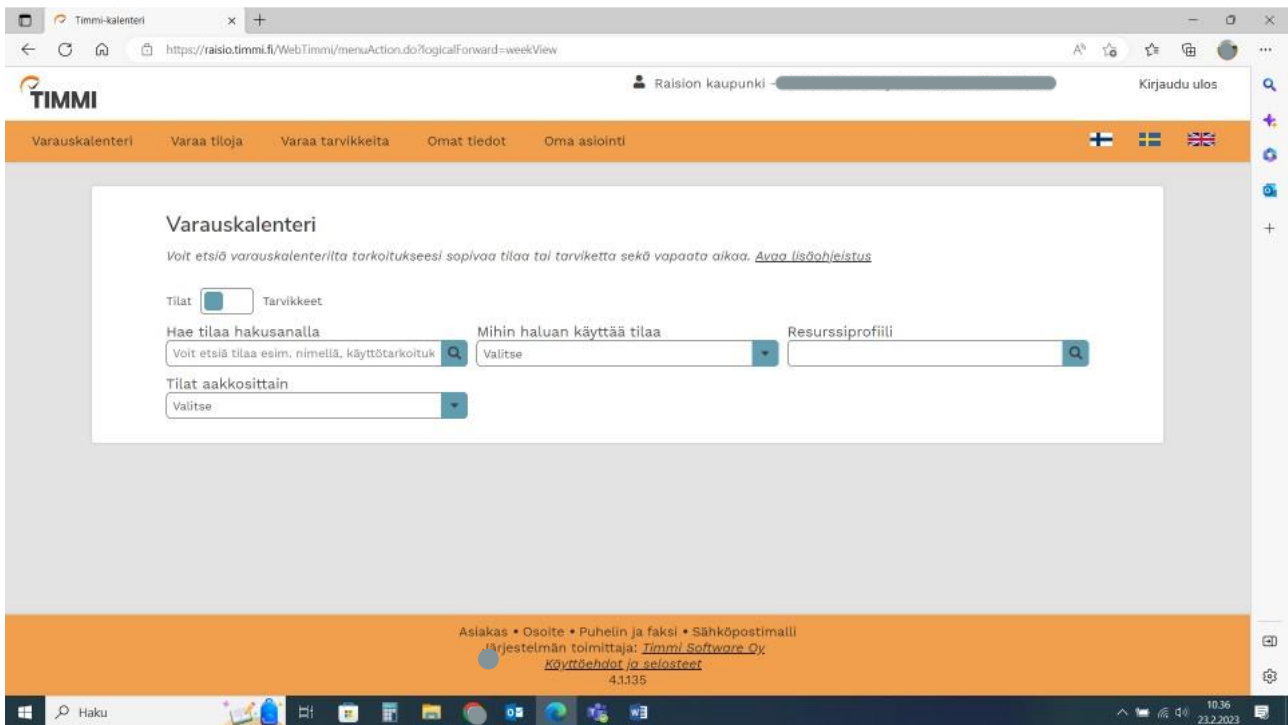 Timmi-kalenteri
https://raisio.timmi.fi/WebTimmi/menuAction.do?logicalForward=weekView
TIMMI
Raision kaupunki -
Kirjaudu ulos
Varauskalenteri Varaa tiloja Varaa tarvikkeita Omat tiedot Oma asiointi
Varauskalenteri
Voit etsiä varauskalenterilta tarkoitukseesi sopivaa tilaa tai tarviketta sekä vapaata aikaa. Avaa lisäohjeistus
Tilat Tarvikkeet
Hae tilaa hakusanalla Mihin haluan käyttää tilaa Resurssiprofiili
Voit etsiä tilaa esim. nimellä, käyttötarkoituk Valitse
Tilat aakkosittain
Valitse
Asiakas • Osoite • Puhelin ja faksi • Sähköpostimalli
Järjestelmän toimittaja: Timmi Software Oy
Käyttöehdot ja selosteet
4.1.135
Haku
10.36
23.2.2023